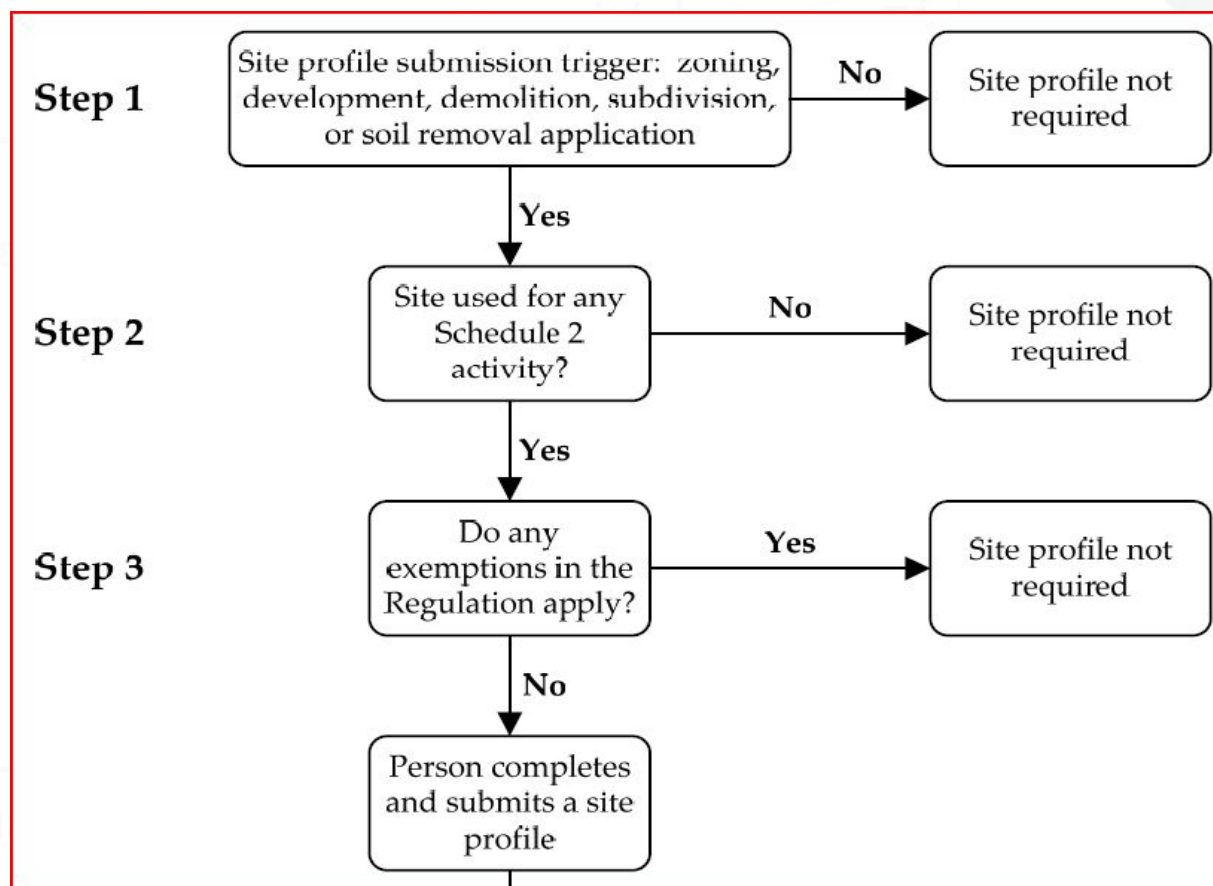 Step 1
Site profile submission trigger: zoning,
development, demolition, subdivision,
or soil removal application
No
Site profile not
required
Yes
Step 2
Site used for any
Schedule 2
activity?
No
Site profile not
required
Yes
Step 3
Do any
exemptions in the
Regulation apply?
Yes
Site profile not
required
No
Person completes
and submits a site
profile